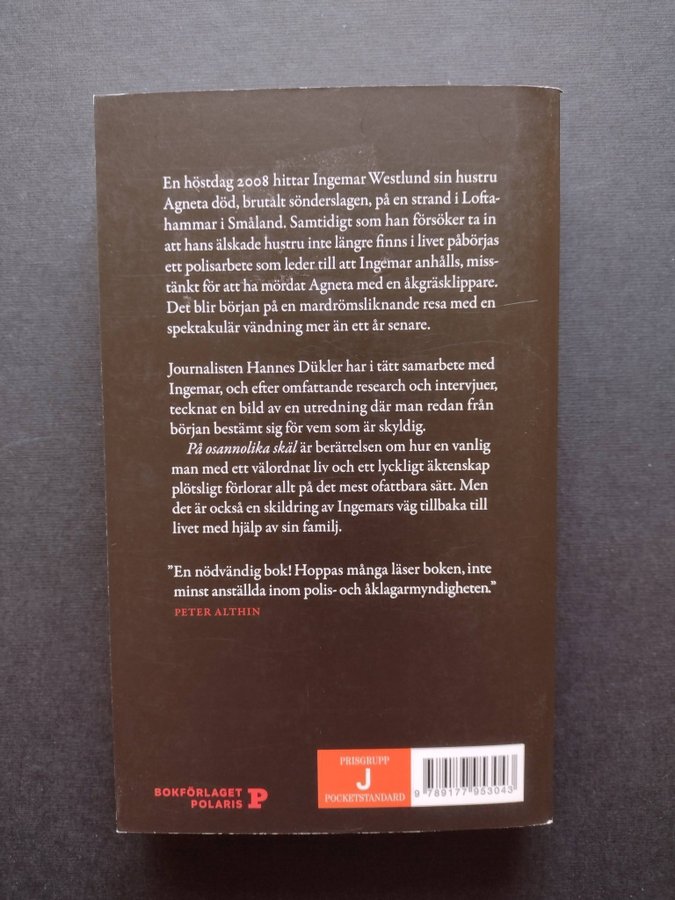 En höstdag 2008 hittar Ingemar Westlund sin hustru
Agneta död, brutalt sönderslagen, på en strand i Lofta-
hammar i Småland. Samtidigt som han försöker ta in
att hans älskade hustru inte längre finns i livet påbörjas
ett polisarbete som leder till att Ingemar anhålls, miss-
tänkt för att ha mördat Agneta med en åkgräsklippare.
Det blir början på en mardrömsliknande resa med en
spektakulär vändning mer än ett år senare.
Journalisten Hannes Dükler har i tätt samarbete med
Ingemar, och efter omfattande research och intervjuer,
tecknat en bild av en utredning där man redan från
början bestämt sig för vem som är skyldig.
På osannolika skäl är berättelsen om hur en vanlig
man med ett välordnat liv och ett lyckligt äktenskap
plötsligt förlorar allt på det mest ofattbara sätt. Men
det är också en skildring av Ingemars väg tillbaka till
livet med hjälp av sin familj.
”En nödvändig bok! Hoppas många läser boken, inte
minst anställda inom polis- och åklagarmyndigheten.”
PETER ALTHIN
BOKFÖRLAGET
POLARIS P
PRISGRUPP
J
POCKETSTANDARD
9 789177 953043